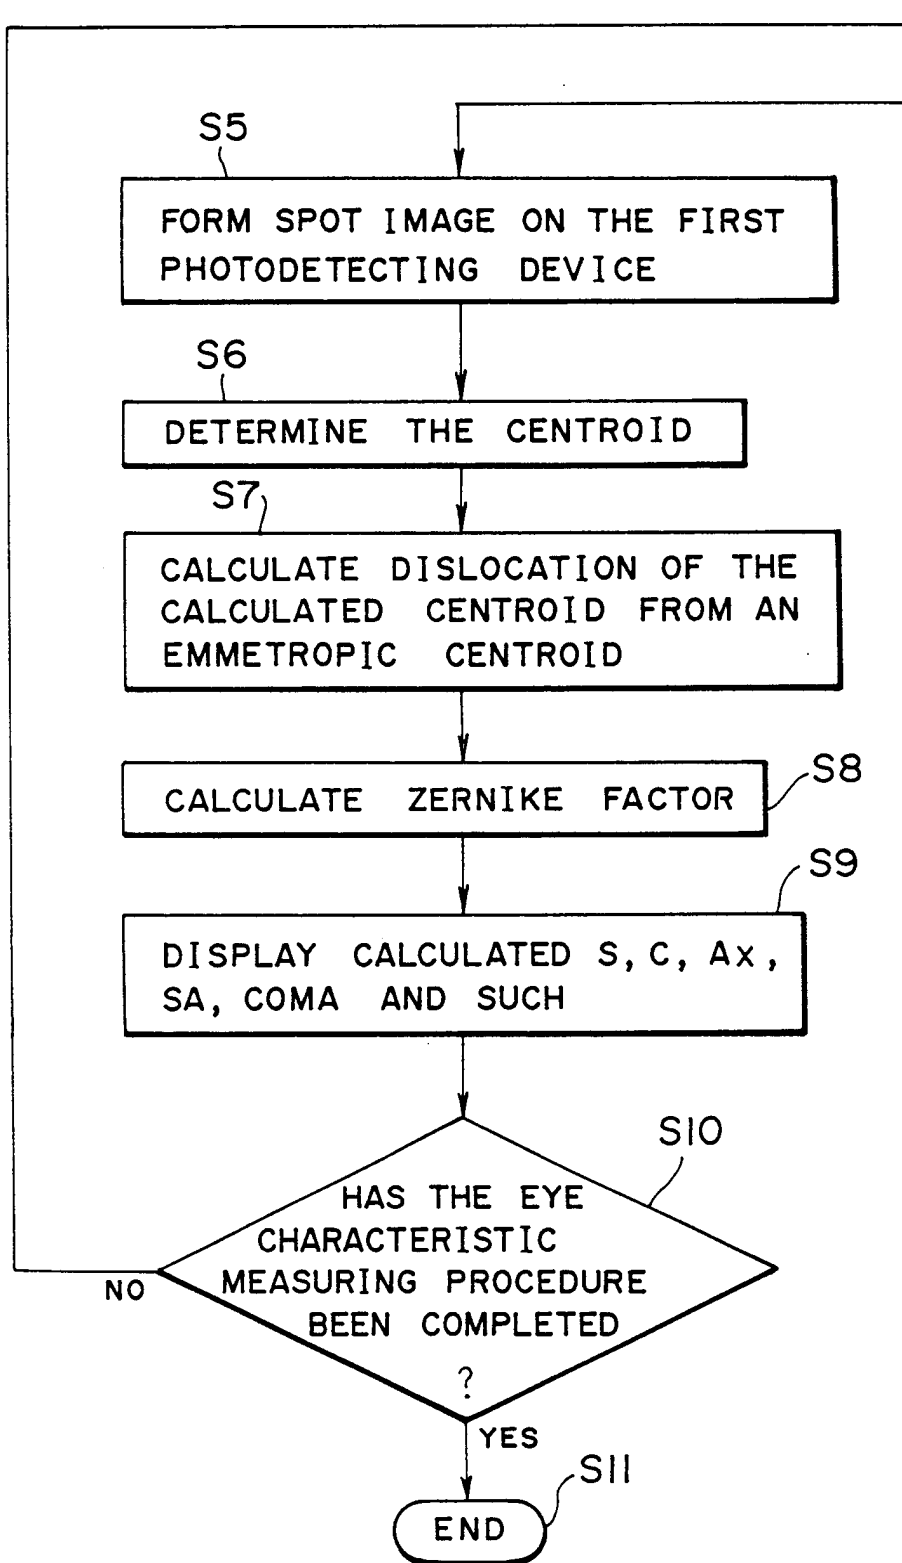 S5
FORM SPOT IMAGE ON THE FIRST
PHOTODETECTING DEVICE
S6
DETERMINE THE CENTROID
S7
CALCULATE DISLOCATION OF THE
CALCULATED CENTROID FROM AN
EMMETROPIC CENTROID
S8
CALCULATE ZERNIKE FACTOR
S9
DISPLAY CALCULATED S, C, Ax,
SA, COMA AND SUCH
S10
HAS THE EYE
CHARACTERISTIC
MEASURING PROCEDURE
BEEN COMPLETED
?
NO
YES
S11
END